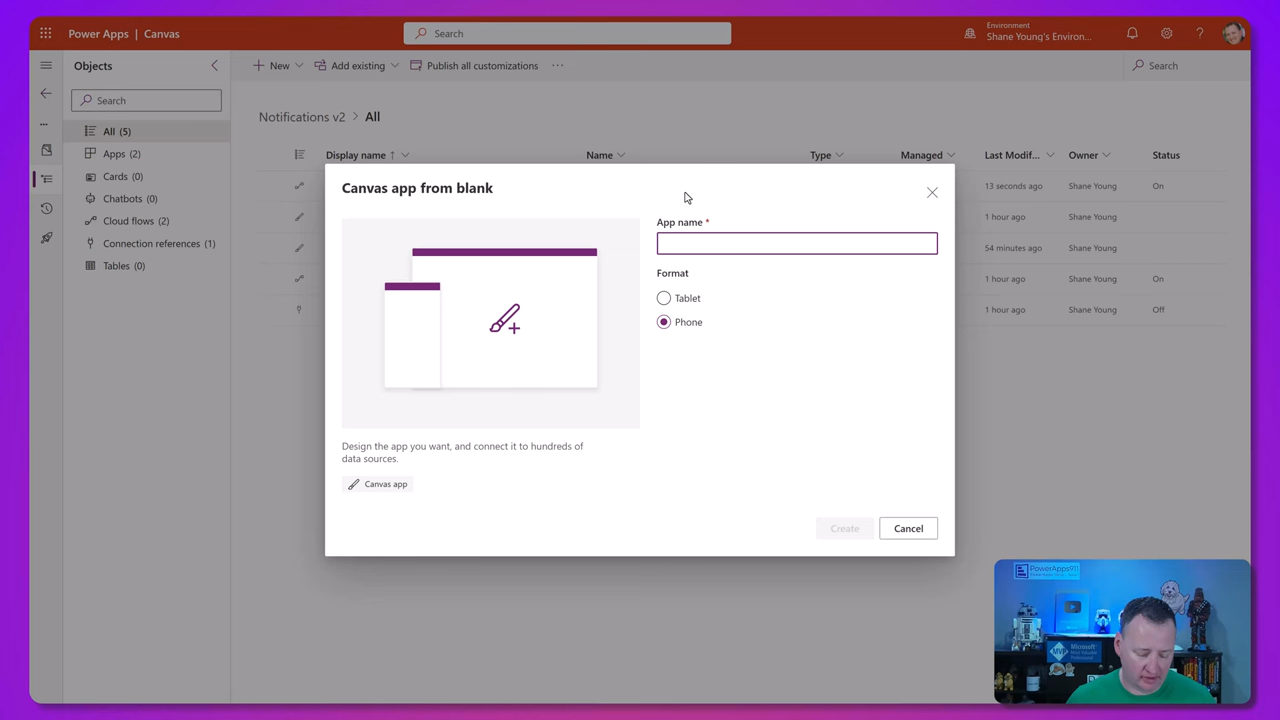 Power Apps | Canvas
Search
Environment
Shane Young's Environ...
Objects
New
Add existing
Publish all customizations
Search
Search
Notifications v2 > All
All (5)
Apps (2)
Cards (0)
Chatbots (0)
Cloud flows (2)
Connection references (1)
Tables (0)
Display name
Name
Type
Managed
Last Modif...
Owner
Status
13 seconds ago
Shane Young
On
1 hour ago
Shane Young
54 minutes ago
Shane Young
1 hour ago
Shane Young
On
1 hour ago
Shane Young
Off
Canvas app from blank
App name *
Format
Tablet
Phone
Design the app you want, and connect it to hundreds of
data sources.
Canvas app
Create
Cancel
PowerApps911
Microsoft
MVP